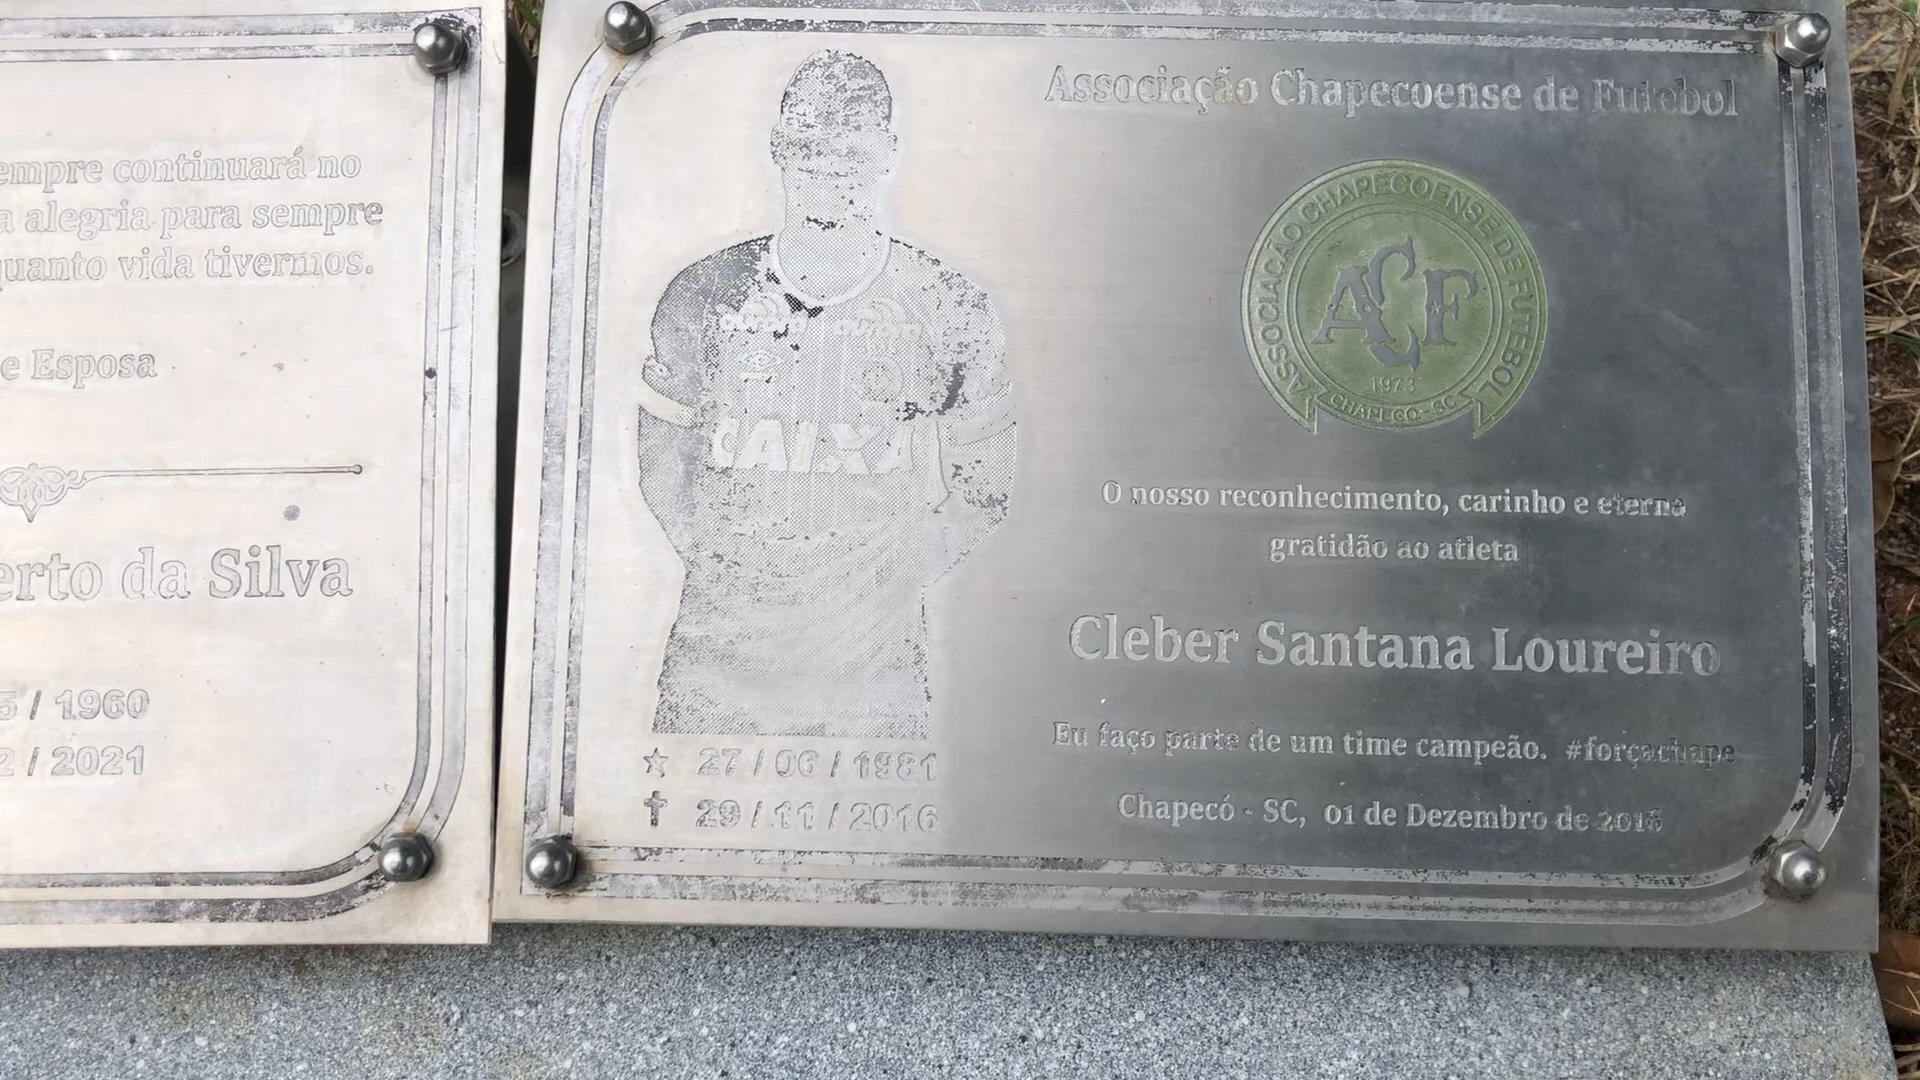 empre continuará no
a alegria para sempre
quanto vida tivermos.
e Esposa
erto da Silva
5 / 1960
2 / 2021
Associação Chapecoense de Futebol
ASSOCIAÇÃO CHAPECOENSE DE FUTEBOL
ACF
1973
CHAPECÓ - SC
CAIXA
O nosso reconhecimento, carinho e eterna
gratidão ao atleta
Cleber Santana Loureiro
Eu faço parte de um time campeão. #forçachape
Chapecó - SC, 01 de Dezembro de 2016
27 / 06 / 1981
29 / 11 / 2016